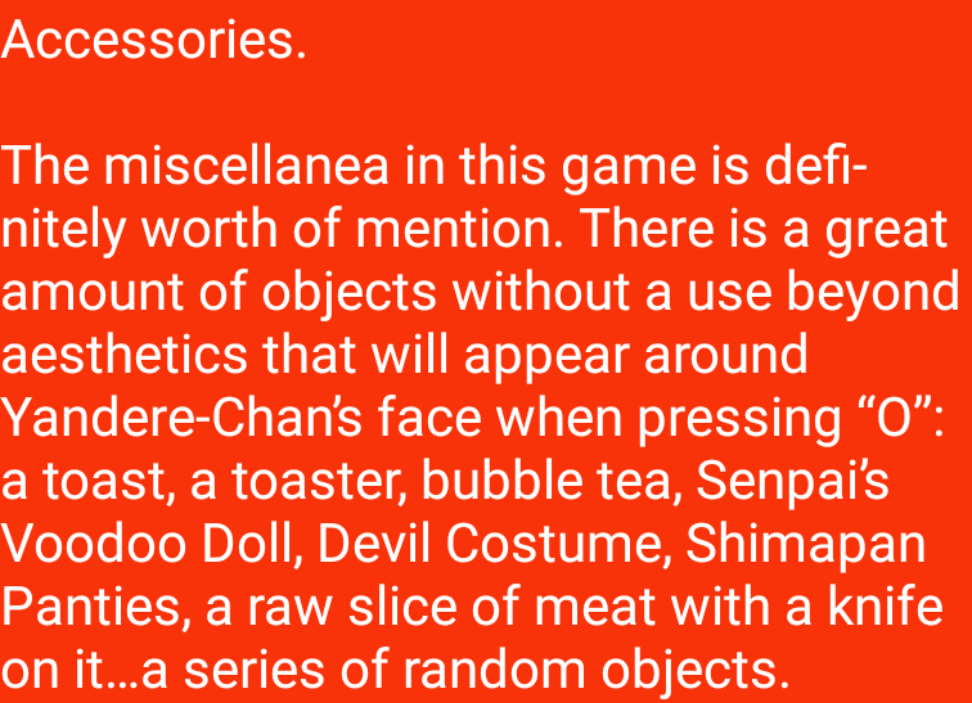 Accessories.
The miscellanea in this game is defi-
nitely worth of mention. There is a great
amount of objects without a use beyond
aesthetics that will appear around
Yandere-Chan’s face when pressing “O”:
a toast, a toaster, bubble tea, Senpai’s
Voodoo Doll, Devil Costume, Shimapan
Panties, a raw slice of meat with a knife
on it...a series of random objects.